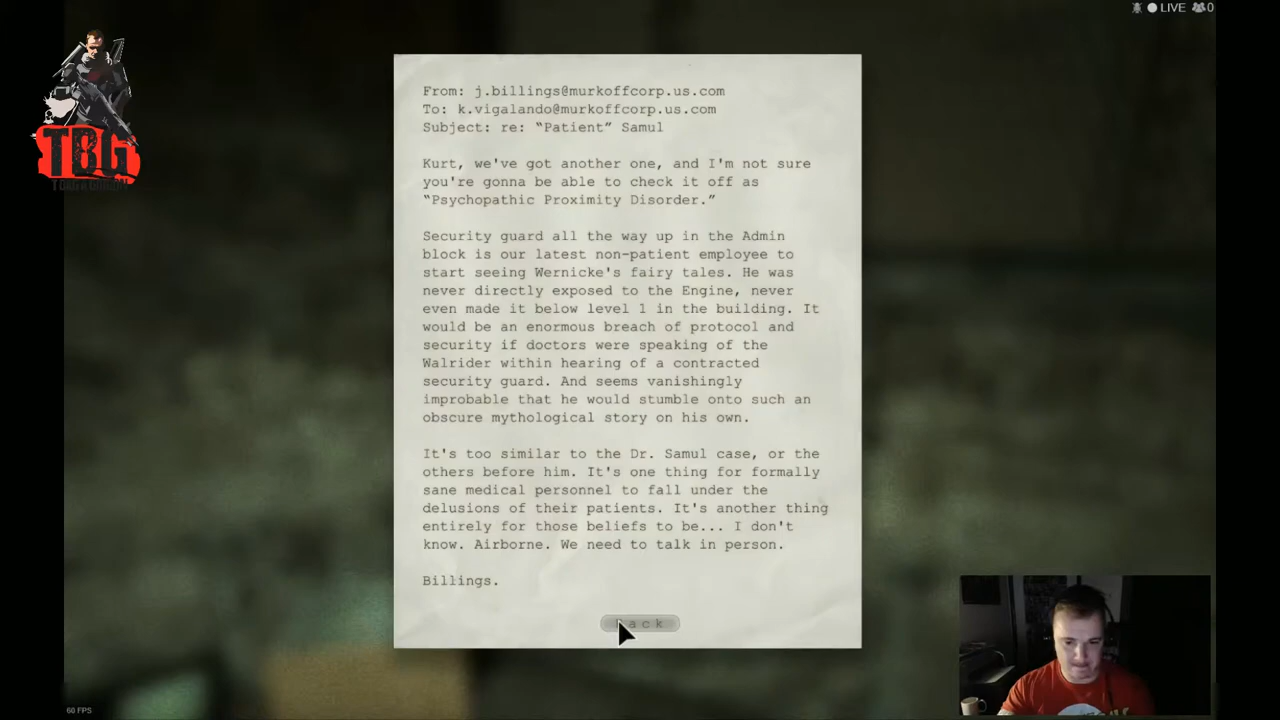 LIVE 0
TBG
From: j.billings@murkoffcorp.us.com
To: k.vigalando@murkoffcorp.us.com
Subject: re: “Patient” Samul
Kurt, we've got another one, and I'm not sure
you're gonna be able to check it off as
“Psychopathic Proximity Disorder.”
Security guard all the way up in the Admin
block is our latest non-patient employee to
start seeing Wernicke's fairy tales. He was
never directly exposed to the Engine, never
even made it below level 1 in the building. It
would be an enormous breach of protocol and
security if doctors were speaking of the
Walrider within hearing of a contracted
security guard. And seems vanishingly
improbable that he would stumble onto such an
obscure mythological story on his own.
It's too similar to the Dr. Samul case, or the
others before him. It's one thing for formally
sane medical personnel to fall under the
delusions of their patients. It's another thing
entirely for those beliefs to be... I don't
know. Airborne. We need to talk in person.
Billings.
Back
60 FPS